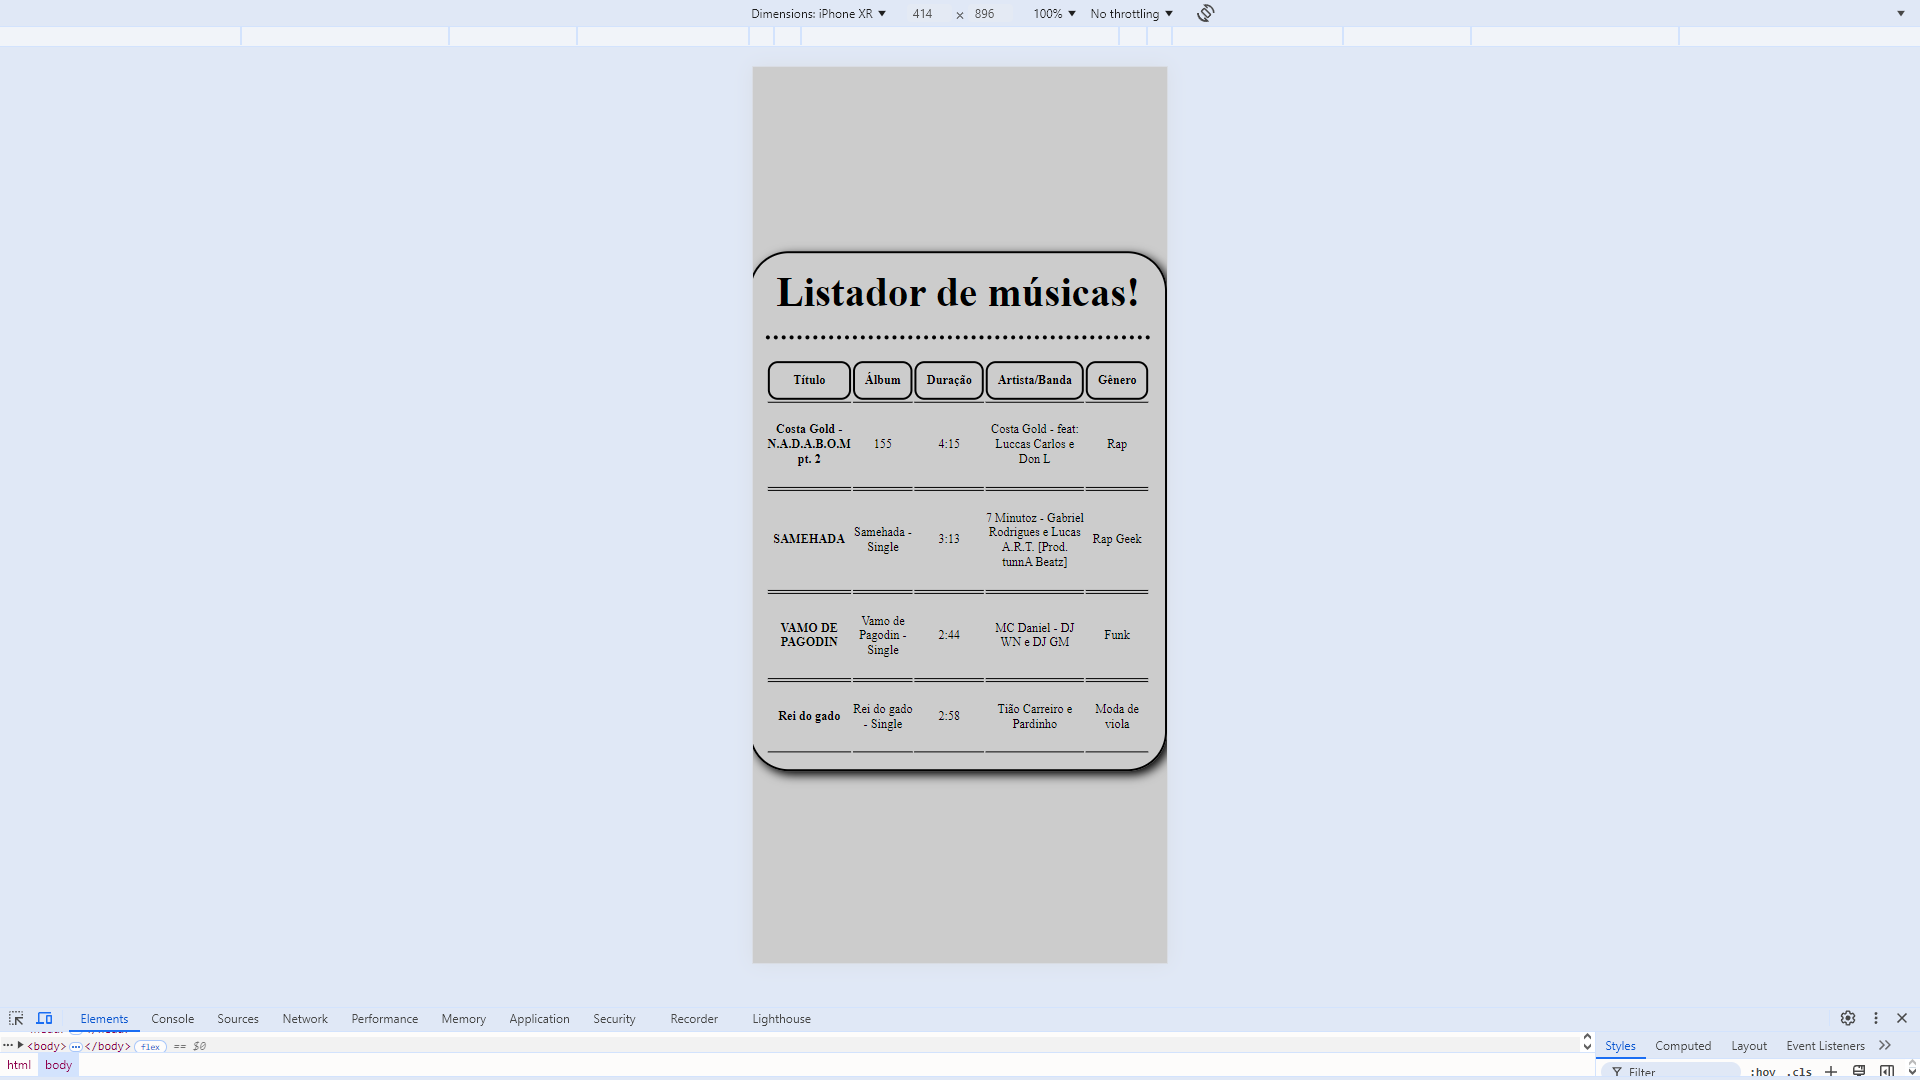 Dimensions: iPhone XR 414 × 896 100% No throttling
Listador de músicas!
Título Álbum Duração Artista/Banda Gênero
Costa Gold -
N.A.D.A.B.O.M
pt. 2
155
4:15
Costa Gold - feat:
Luccas Carlos e
Don L
Rap
SAMEHADA
Samehada -
Single
3:13
7 Minutoz - Gabriel
Rodrigues e Lucas
A.R.T. [Prod.
tunnA Beatz]
Rap Geek
VAMO DE
PAGODIN
Vamo de
Pagodin -
Single
2:44
MC Daniel - DJ
WN e DJ GM
Funk
Rei do gado
Rei do gado
- Single
2:58
Tião Carreiro e
Pardinho
Moda de
viola
Elements Console Sources Network Performance Memory Application Security Recorder Lighthouse
<body> </body> flex == $0
Styles Computed Layout Event Listeners
html body
Filter :hov .cls